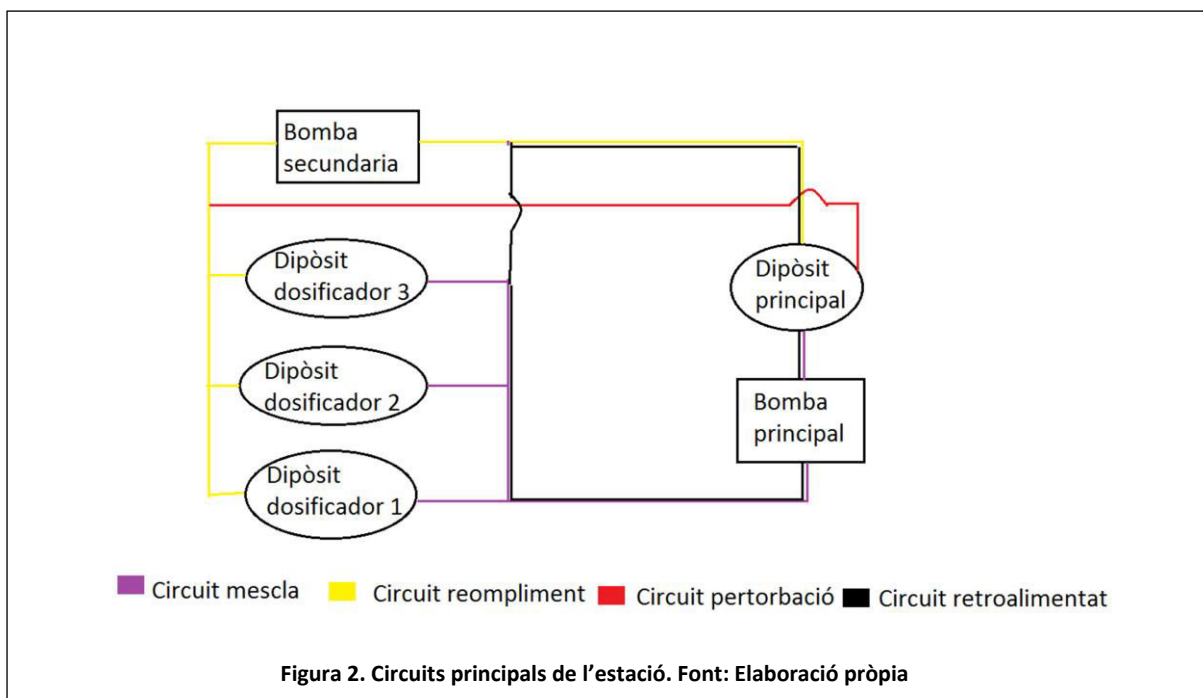 Bomba
secundaria
Dipòsit
dosificador 3
Dipòsit
principal
Dipòsit
dosificador 2
Bomba
principal
Dipòsit
dosificador 1
Circuit mescla
Circuit reompliment
Circuit pertorbació
Circuit retroalimentat
Figura 2. Circuits principals de l’estació. Font: Elaboració pròpia